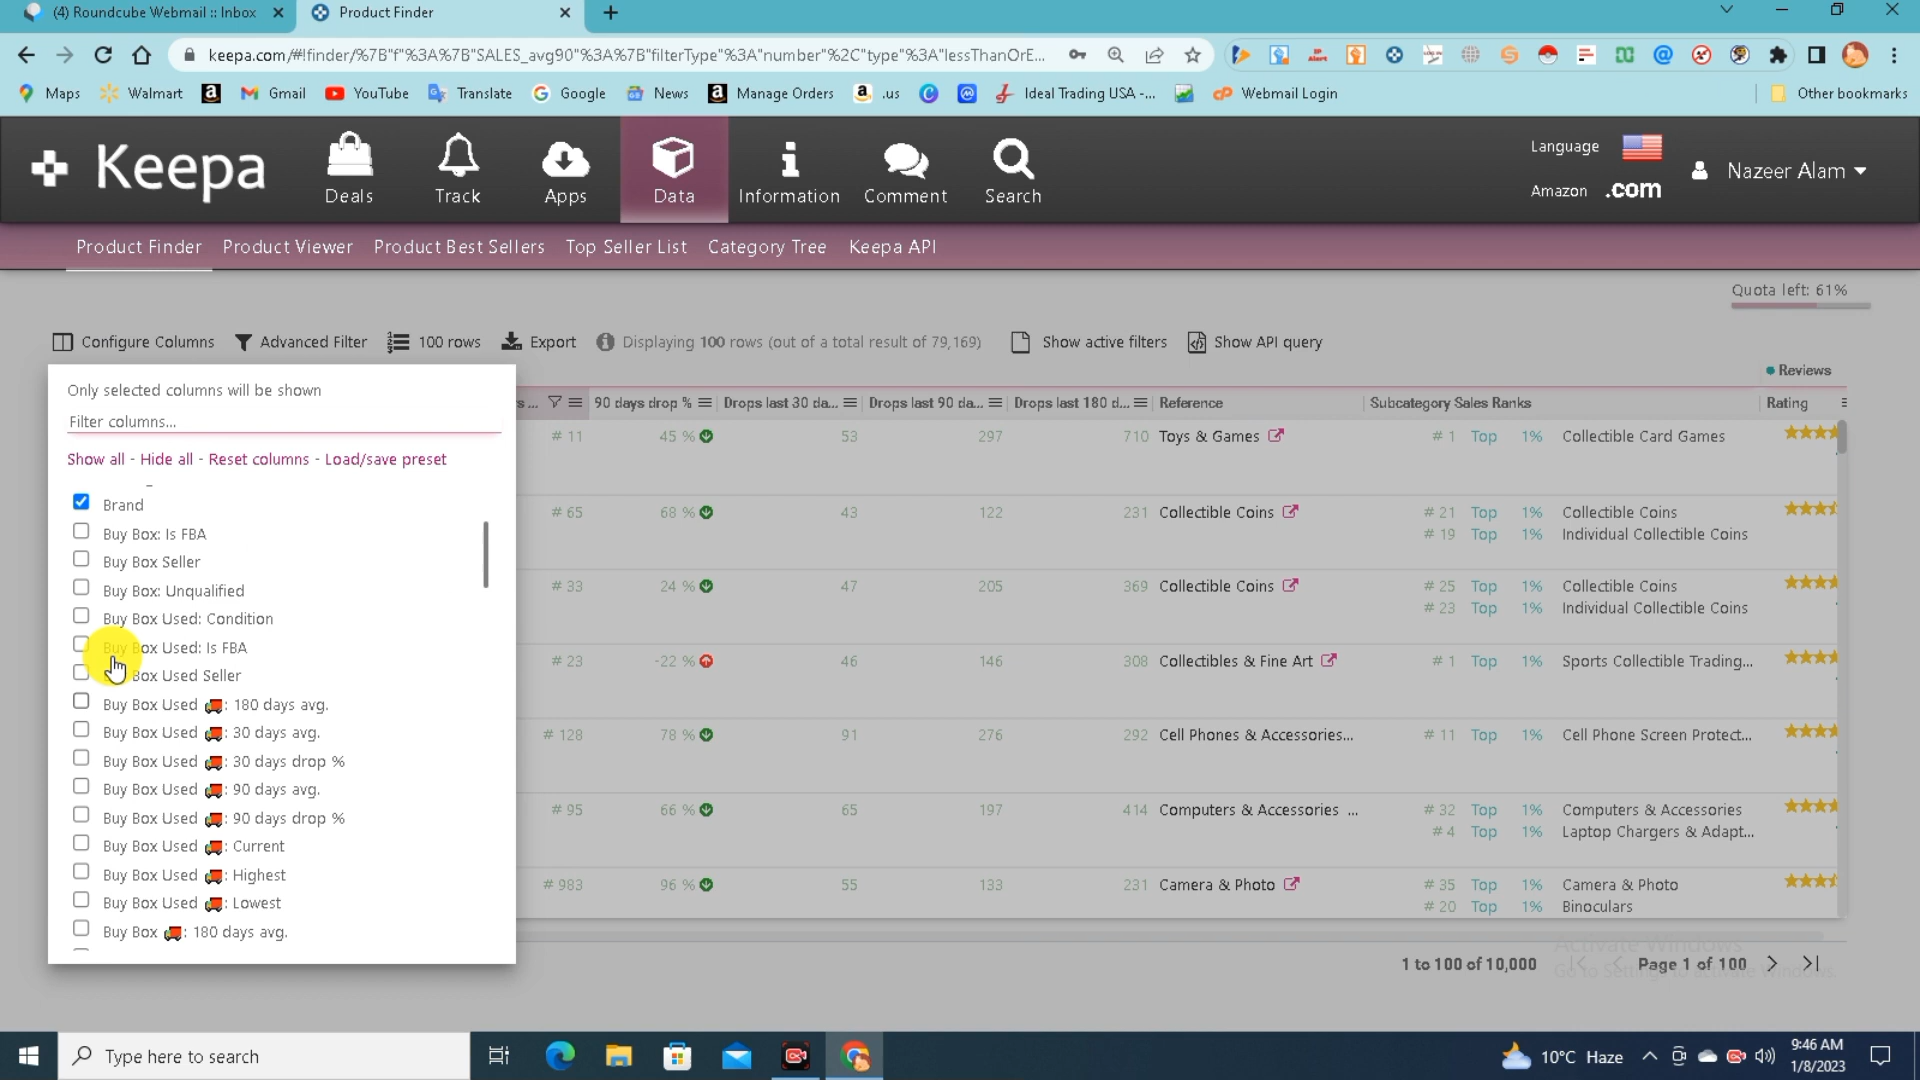 (4) Roundcube Webmail :: Inbox
Product Finder
keepa.com/#!finder/%7B"f"%3A%7B"SALES_avg90"%3A%7B"filterType"%3A"number"%2C"type"%3A"lessThanOrE...
Maps Walmart Gmail YouTube Translate Google News Manage Orders .us Ideal Trading USA -... Webmail Login Other bookmarks
Keepa
Deals Track Apps Data Information Comment Search
Language
Amazon .com
Nazeer Alam
Product Finder Product Viewer Product Best Sellers Top Seller List Category Tree Keepa API
Quota left: 61%
Configure Columns Advanced Filter 100 rows Export Displaying 100 rows (out of a total result of 79,169) Show active filters Show API query
Only selected columns will be shown
Filter columns...
Show all - Hide all - Reset columns - Load/save preset
Brand
Buy Box: Is FBA
Buy Box Seller
Buy Box: Unqualified
Buy Box Used: Condition
Buy Box Used: Is FBA
Box Used Seller
Buy Box Used 🚚: 180 days avg.
Buy Box Used 🚚: 30 days avg.
Buy Box Used 🚚: 30 days drop %
Buy Box Used 🚚: 90 days avg.
Buy Box Used 🚚: 90 days drop %
Buy Box Used 🚚: Current
Buy Box Used 🚚: Highest
Buy Box Used 🚚: Lowest
Buy Box 🚚: 180 days avg.
Reviews
s... 90 days drop % Drops last 30 da... Drops last 90 da... Drops last 180 d... Reference Subcategory Sales Ranks Rating
# 11 45 % 53 297 710 Toys & Games # 1 Top 1% Collectible Card Games
# 65 68 % 43 122 231 Collectible Coins # 21 Top 1% Collectible Coins
# 19 Top 1% Individual Collectible Coins
# 33 24 % 47 205 369 Collectible Coins # 25 Top 1% Collectible Coins
# 23 Top 1% Individual Collectible Coins
# 23 -22 % 46 146 308 Collectibles & Fine Art # 1 Top 1% Sports Collectible Trading...
# 128 78 % 91 276 292 Cell Phones & Accessories... # 11 Top 1% Cell Phone Screen Protect...
# 95 66 % 65 197 414 Computers & Accessories ... # 32 Top 1% Computers & Accessories
# 4 Top 1% Laptop Chargers & Adapt...
# 983 96 % 55 133 231 Camera & Photo # 35 Top 1% Camera & Photo
# 20 Top 1% Binoculars
Activate Windows
Go to Settings to activate Windows.
1 to 100 of 10,000 Page 1 of 100
Type here to search
10°C Haze
9:46 AM
1/8/2023